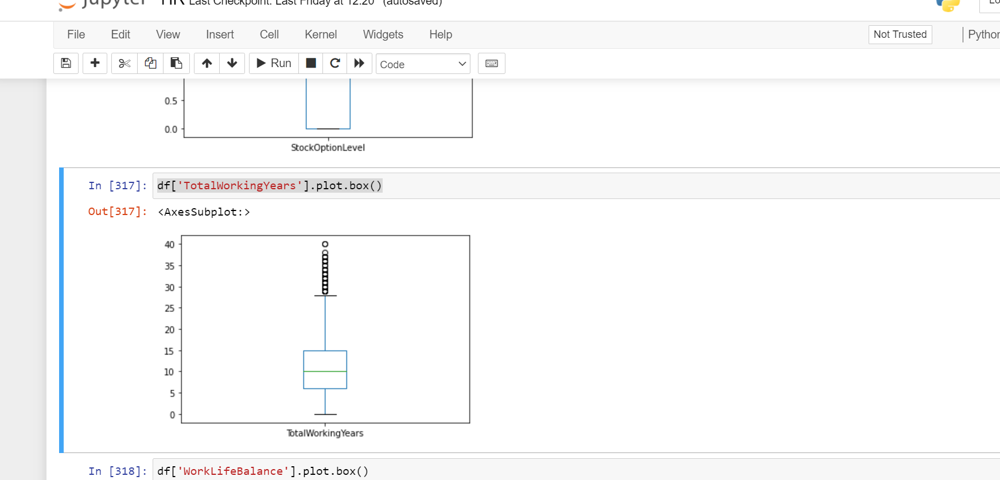 jupyter HR Last Checkpoint: Last Friday at 12:20 (autosaved)
File Edit View Insert Cell Kernel Widgets Help Not Trusted
Run Code
0.5
0.0
StockOptionLevel
In [317]: df['TotalWorkingYears'].plot.box()
Out[317]: <AxesSubplot:>
40
35
30
25
20
15
10
5
0
TotalWorkingYears
In [318]: df['WorkLifeBalance'].plot.box()